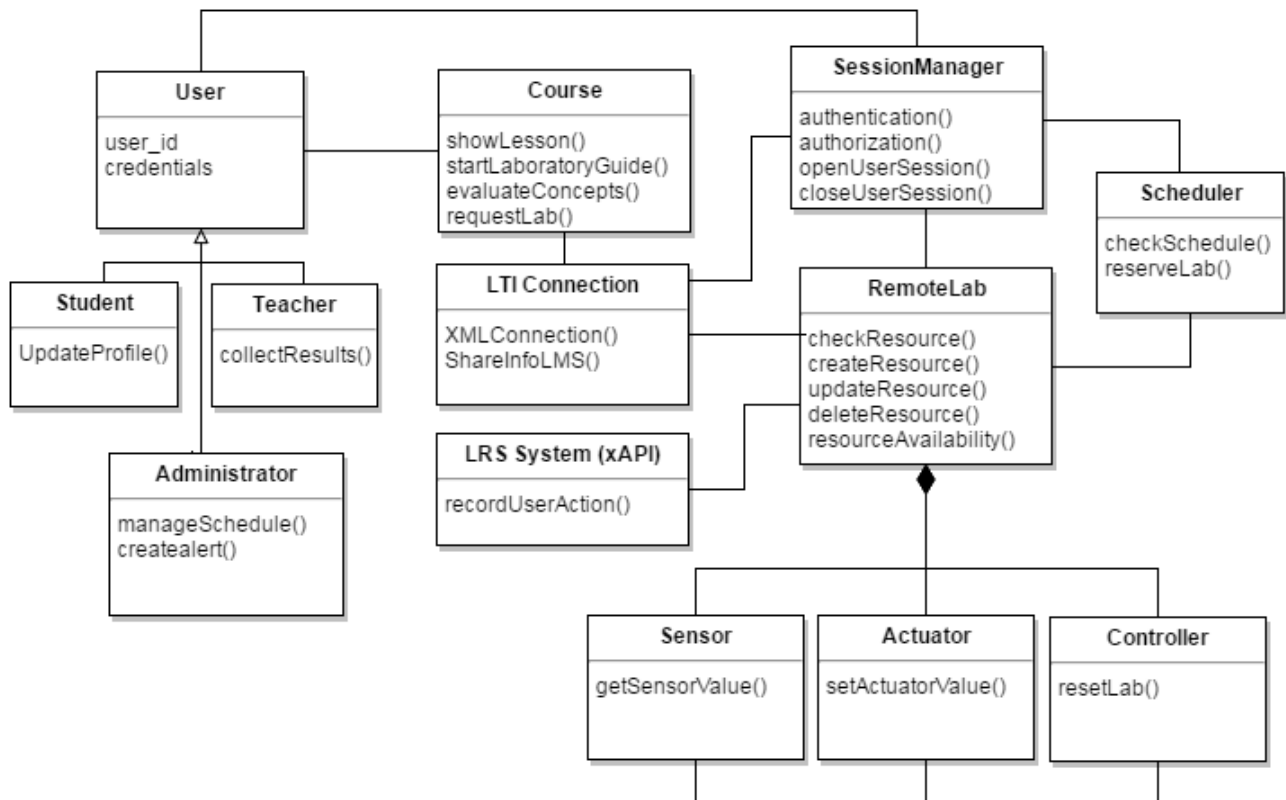 User
user_id
credentials
Course
showLesson()
startLaboratoryGuide()
evaluateConcepts()
requestLab()
SessionManager
authentication()
authorization()
openUserSession()
closeUserSession()
Scheduler
checkSchedule()
reserveLab()
Student
UpdateProfile()
Teacher
collectResults()
LTI Connection
XMLConnection()
ShareInfoLMS()
RemoteLab
checkResource()
createResource()
updateResource()
deleteResource()
resourceAvailability()
Administrator
manageSchedule()
createalert()
LRS System (xAPI)
recordUserAction()
Sensor
getSensorValue()
Actuator
setActuatorValue()
Controller
resetLab()